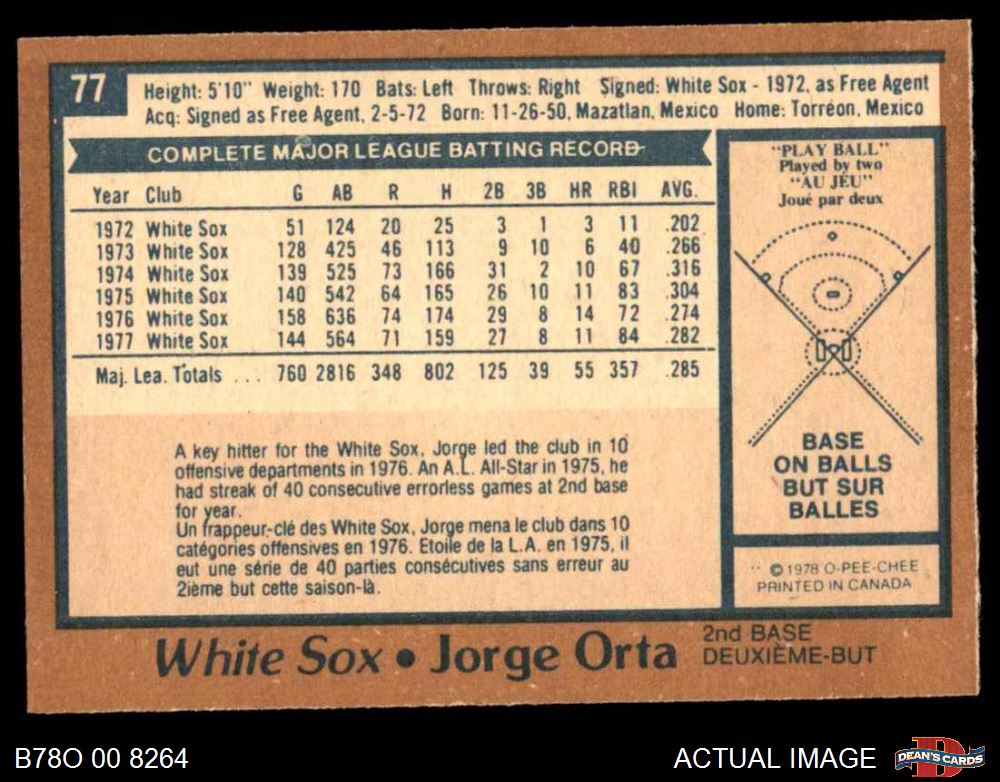 77
Height: 5'10" Weight: 170 Bats: Left Throws: Right Signed: White Sox - 1972, as Free Agent
Acq: Signed as Free Agent, 2-5-72 Born: 11-26-50, Mazatlan, Mexico Home: Torréon, Mexico
COMPLETE MAJOR LEAGUE BATTING RECORD
Year Club G AB R H 2B 3B HR RBI AVG.
1972 White Sox 51 124 20 25 3 1 3 11 .202
1973 White Sox 128 425 46 113 9 10 6 40 .266
1974 White Sox 139 525 73 166 31 2 10 67 .316
1975 White Sox 140 542 64 165 26 10 11 83 .304
1976 White Sox 158 636 74 174 29 8 14 72 .274
1977 White Sox 144 564 71 159 27 8 11 84 .282
Maj. Lea. Totals ... 760 2816 348 802 125 39 55 357 .285
A key hitter for the White Sox, Jorge led the club in 10
offensive departments in 1976. An A.L. All-Star in 1975, he
had streak of 40 consecutive errorless games at 2nd base
for year.
Un frappeur-clé des White Sox, Jorge mena le club dans 10
catégories offensives en 1976. Etoile de la L.A. en 1975, il
eut une série de 40 parties consécutives sans erreur au
2ième but cette saison-là.
"PLAY BALL"
Played by two
"AU JEU"
Joué par deux
BASE
ON BALLS
BUT SUR
BALLES
©1978 O-PEE-CHEE
PRINTED IN CANADA
White Sox • Jorge Orta
2nd BASE
DEUXIÈME-BUT
B78O 00 8264
ACTUAL IMAGE
DEAN'S CARDS